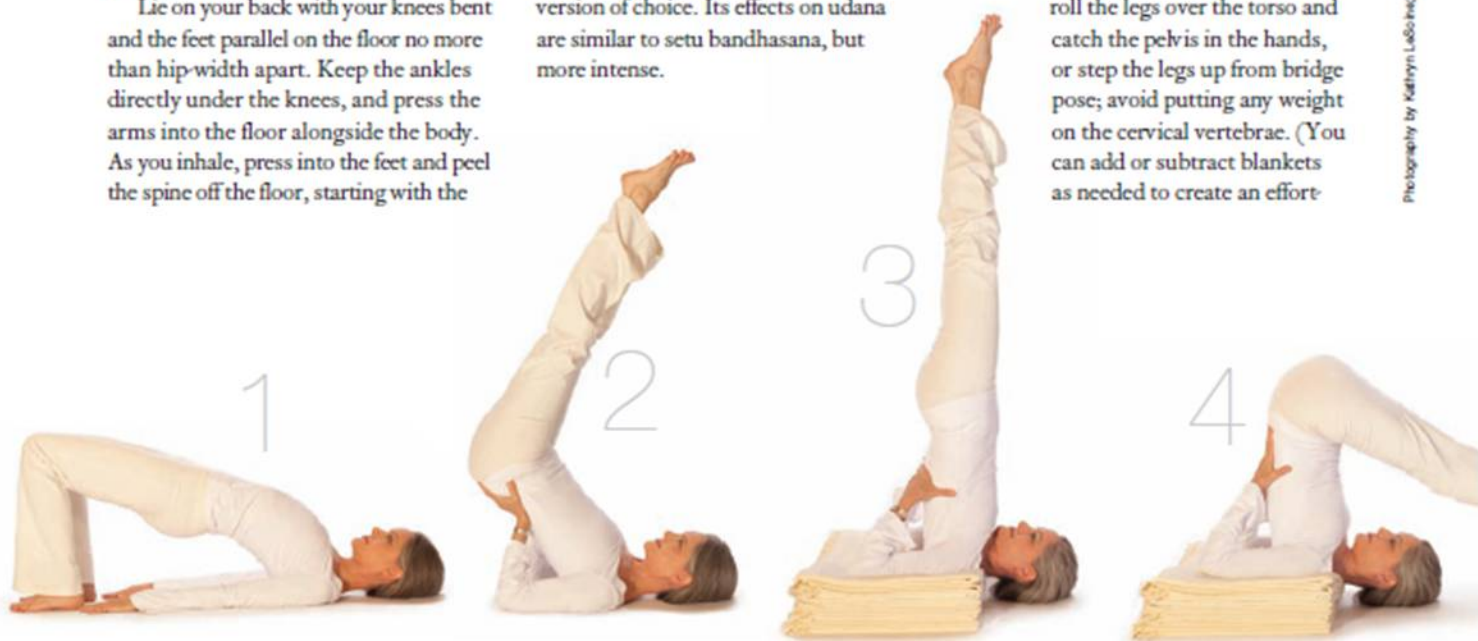 Lie on your back with your knees bent
and the feet parallel on the floor no more
than hip-width apart. Keep the ankles
directly under the knees, and press the
arms into the floor alongside the body.
As you inhale, press into the feet and peel
the spine off the floor, starting with the
version of choice. Its effects on udana
are similar to setu bandhasana, but
more intense.
roll the legs over the torso and
catch the pelvis in the hands,
or step the legs up from bridge
pose; avoid putting any weight
on the cervical vertebrae. (You
can add or subtract blankets
as needed to create an effort-
Photography by Kathryn
1
2
3
4